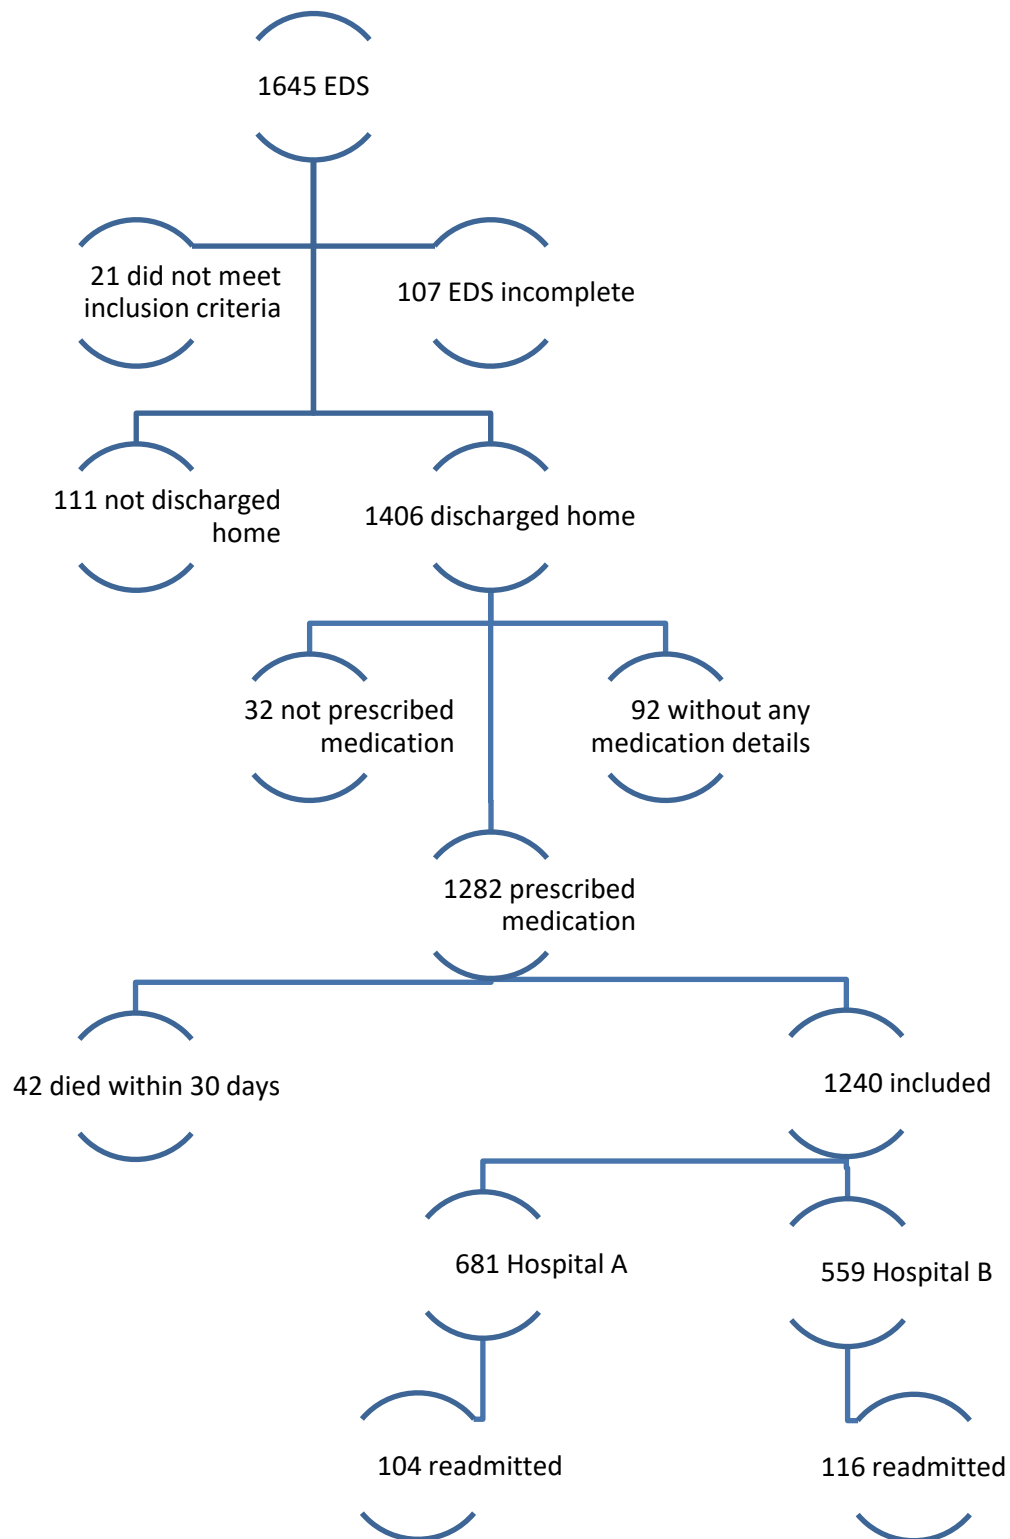 1645 EDS
21 did not meet
inclusion criteria
107 EDS incomplete
111 not discharged
home
1406 discharged home
32 not prescribed
medication
92 without any
medication details
1282 prescribed
medication
42 died within 30 days
1240 included
681 Hospital A
559 Hospital B
104 readmitted
116 readmitted